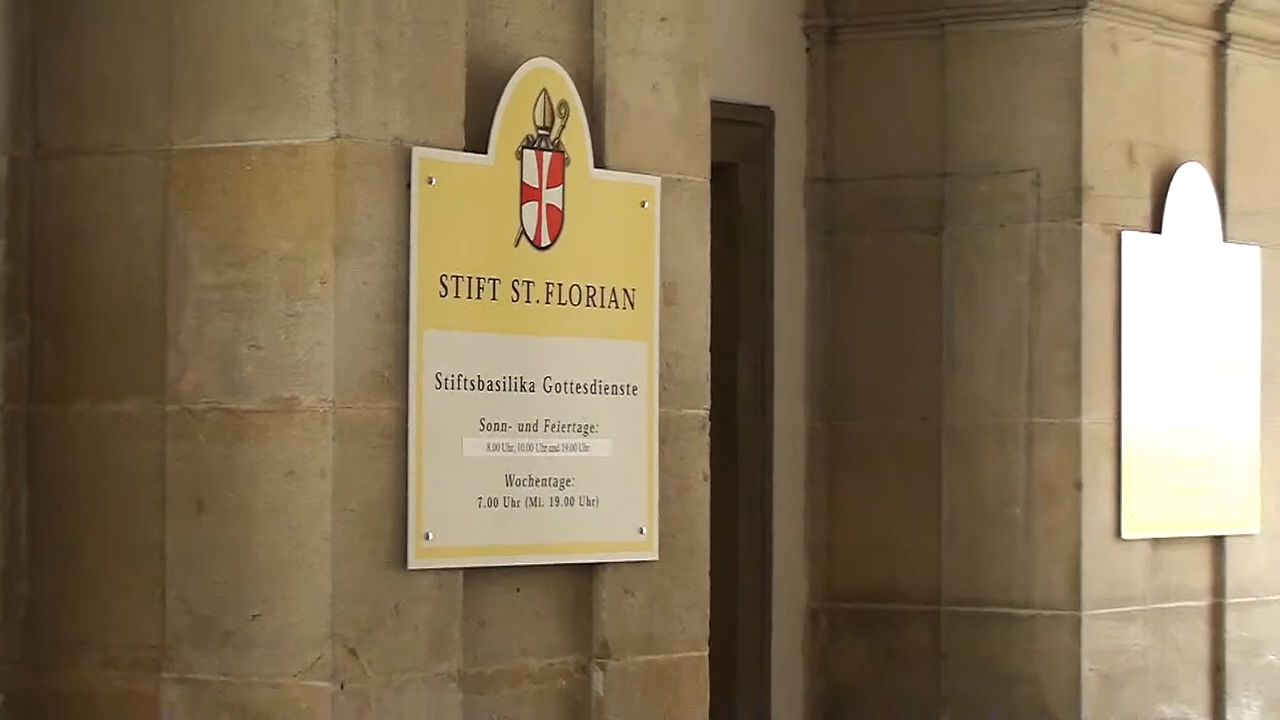 STIFT ST. FLORIAN
Stiftsbasilika Gottesdienste
Sonn- und Feiertage:
8.00 Uhr, 10.00 Uhr und 19.00 Uhr
Wochentage:
7.00 Uhr (Mi. 19.00 Uhr)